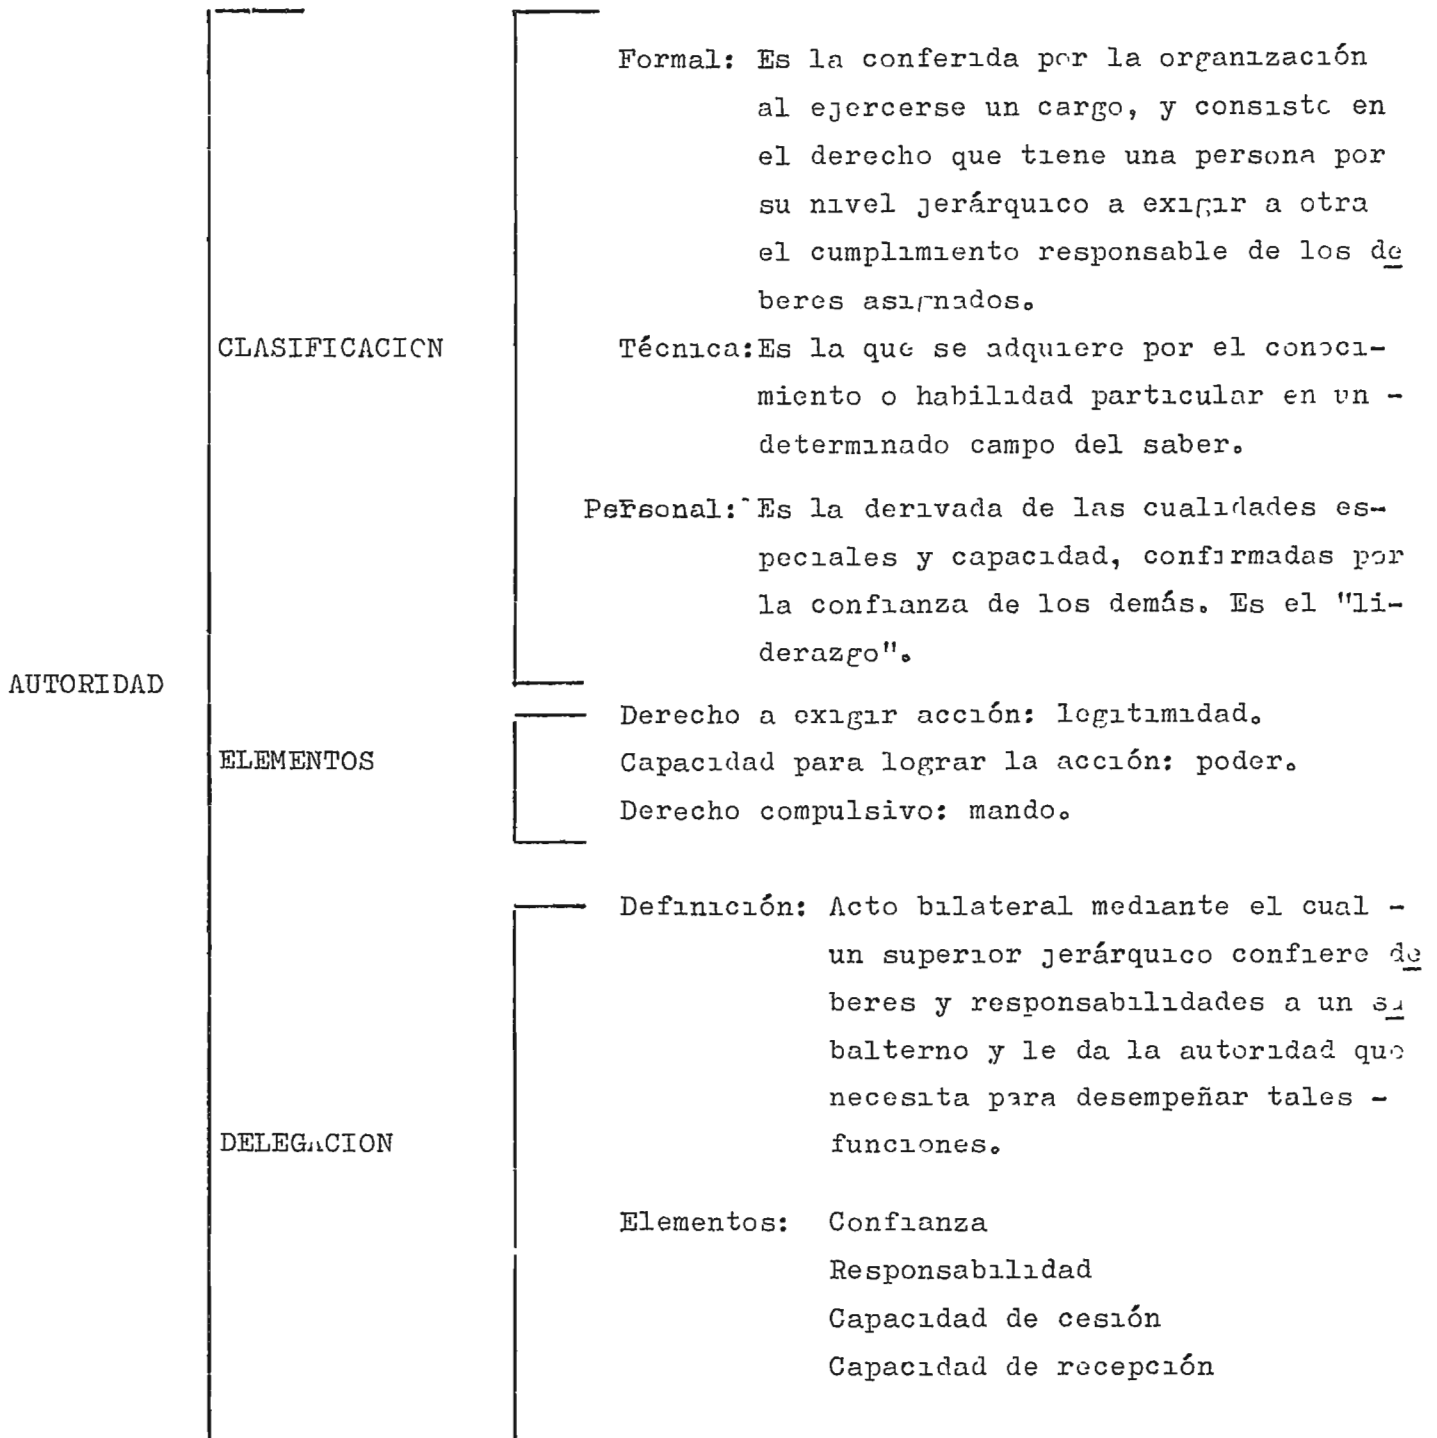 Formal: Es la conferida por la organización
al ejercerse un cargo, y consiste en
el derecho que tiene una persona por
su nivel jerárquico a exigir a otra
el cumplimiento responsable de los de
beres asignados.
CLASIFICACION
Técnica: Es la que se adquiere por el conoci-
miento o habilidad particular en un -
determinado campo del saber.
Personal: Es la derivada de las cualidades es-
peciales y capacidad, confirmadas por
la confianza de los demás. Es el "li-
derazgo".
AUTORIDAD
Derecho a exigir acción: legitimidad.
ELEMENTOS
Capacidad para lograr la acción: poder.
Derecho compulsivo: mando.
Definición: Acto bilateral mediante el cual -
un superior jerárquico confiere de
beres y responsabilidades a un su
balterno y le da la autoridad que
necesita para desempeñar tales -
DELEGACION
funciones.
Elementos: Confianza
Responsabilidad
Capacidad de cesión
Capacidad de recepción